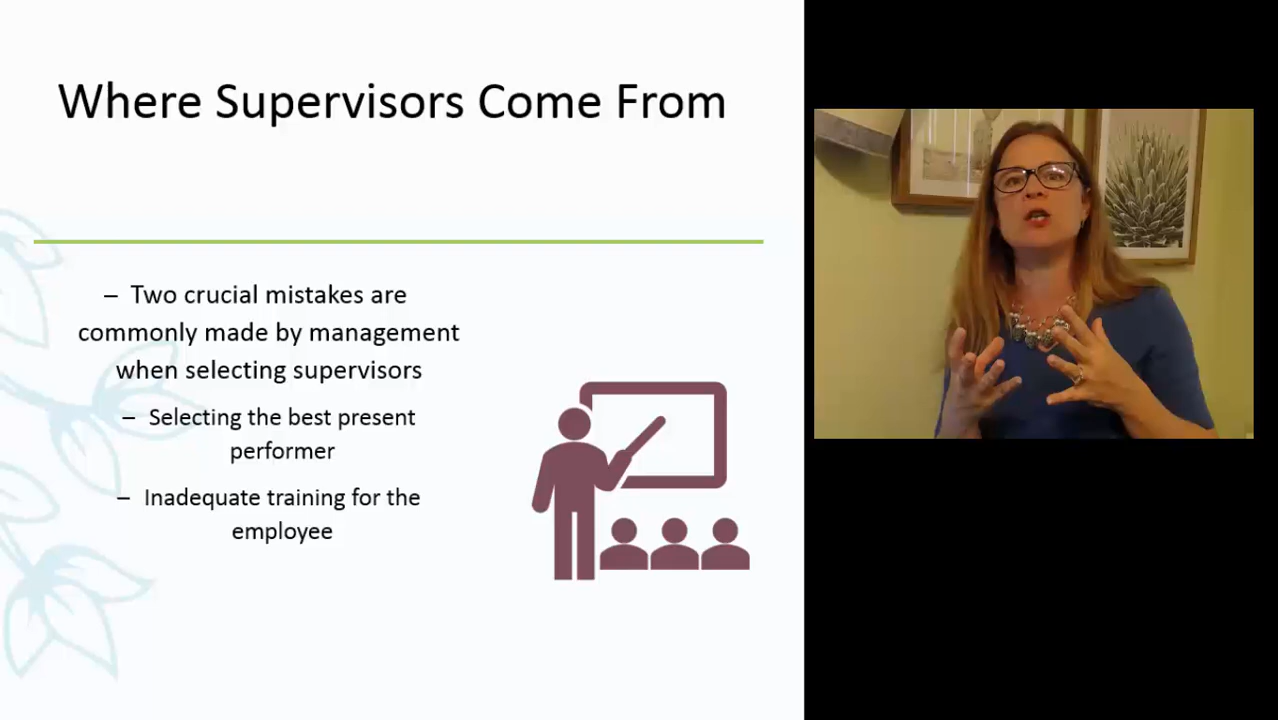 Where Supervisors Come From
– Two crucial mistakes are
commonly made by management
when selecting supervisors
– Selecting the best present
performer
– Inadequate training for the
employee